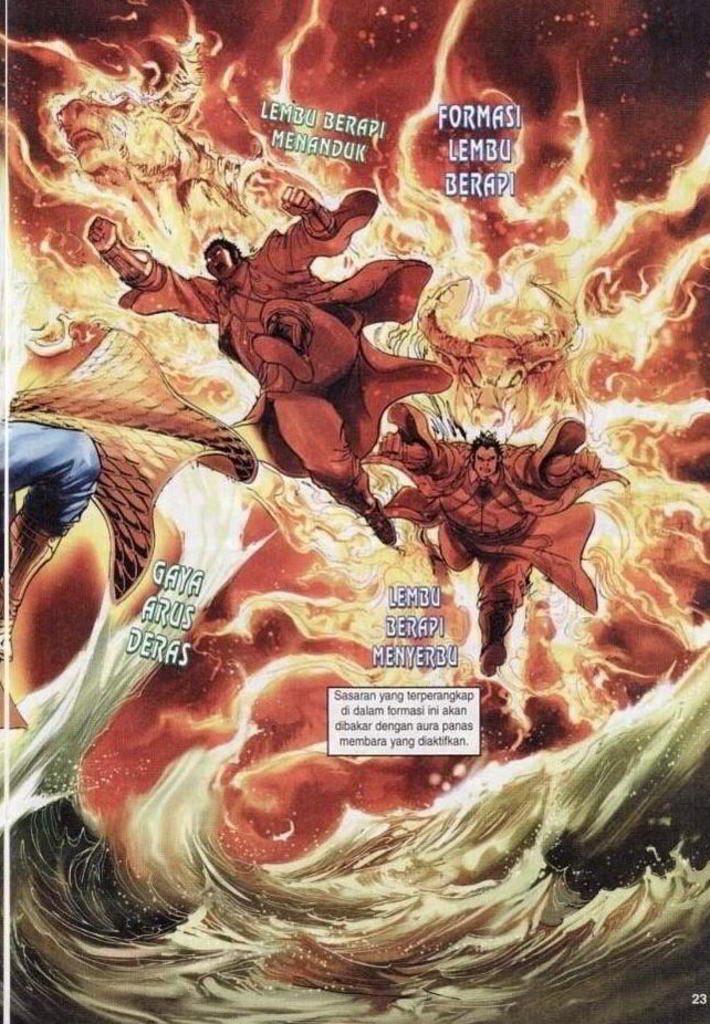 LEMBU BERAPI
MENANDUK
FORMASI
LEMBU
BERAPI
GAYA
ARUS
DERAS
LEMBU
BERAPI
MENYERBU
Sasaran yang terperangkap
di dalam formasi ini akan
dibakar dengan aura panas
membara yang diaktifkan.
23